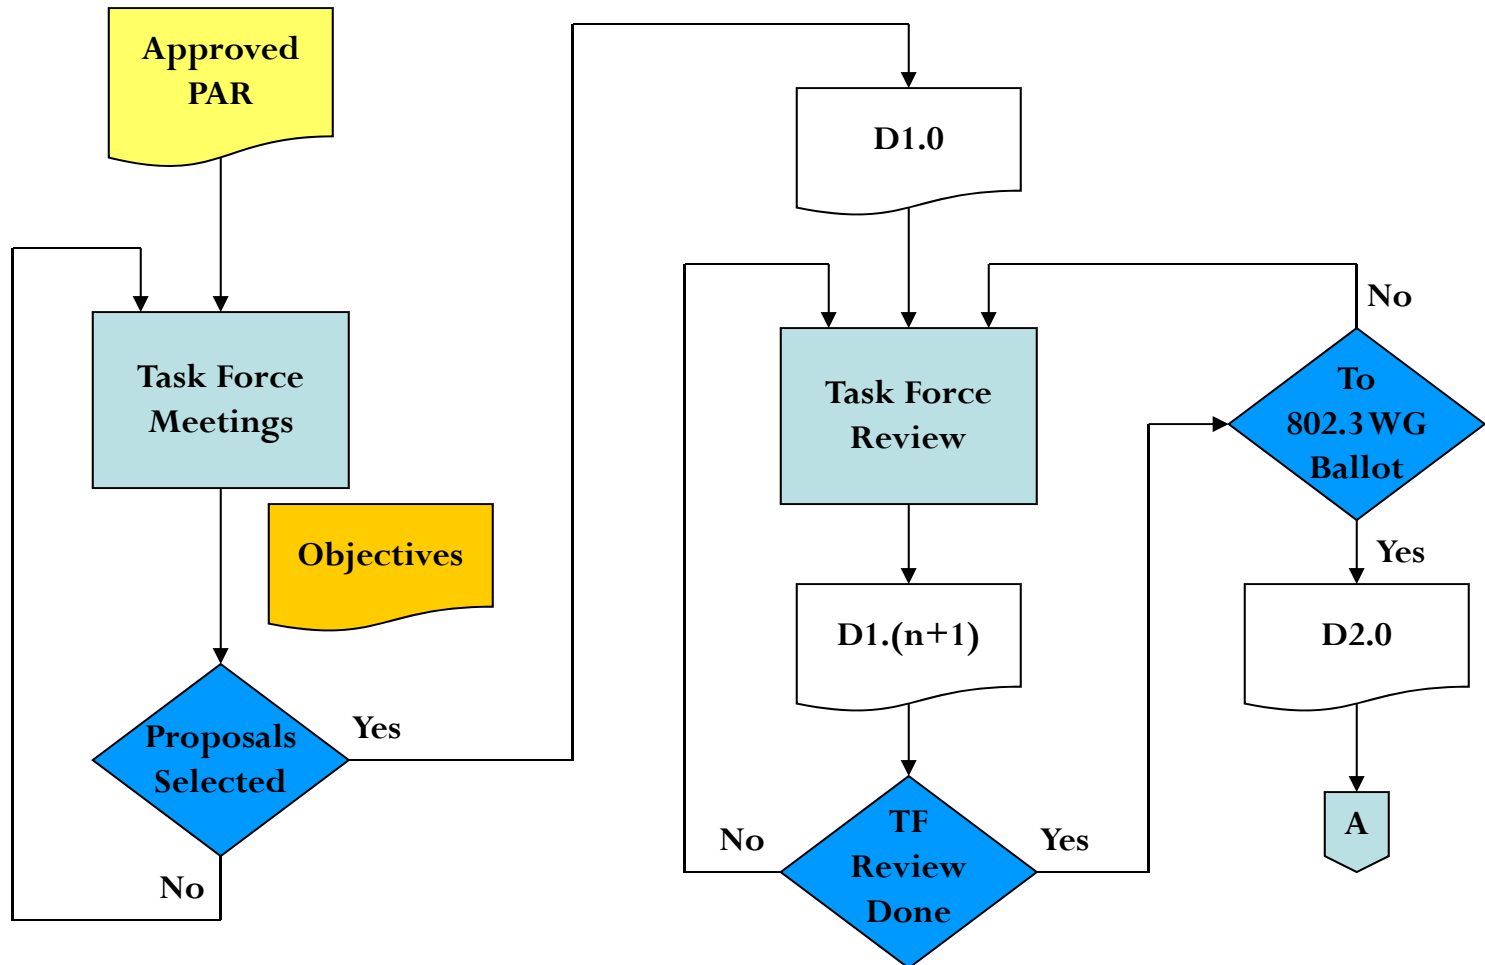 Approved
PAR
Task Force
Meetings
Objectives
Proposals
Selected
Yes
No
D1.0
Task Force
Review
D1.(n+1)
TF
Review
Done
No
Yes
To
802.3 WG
Ballot
No
Yes
D2.0
A